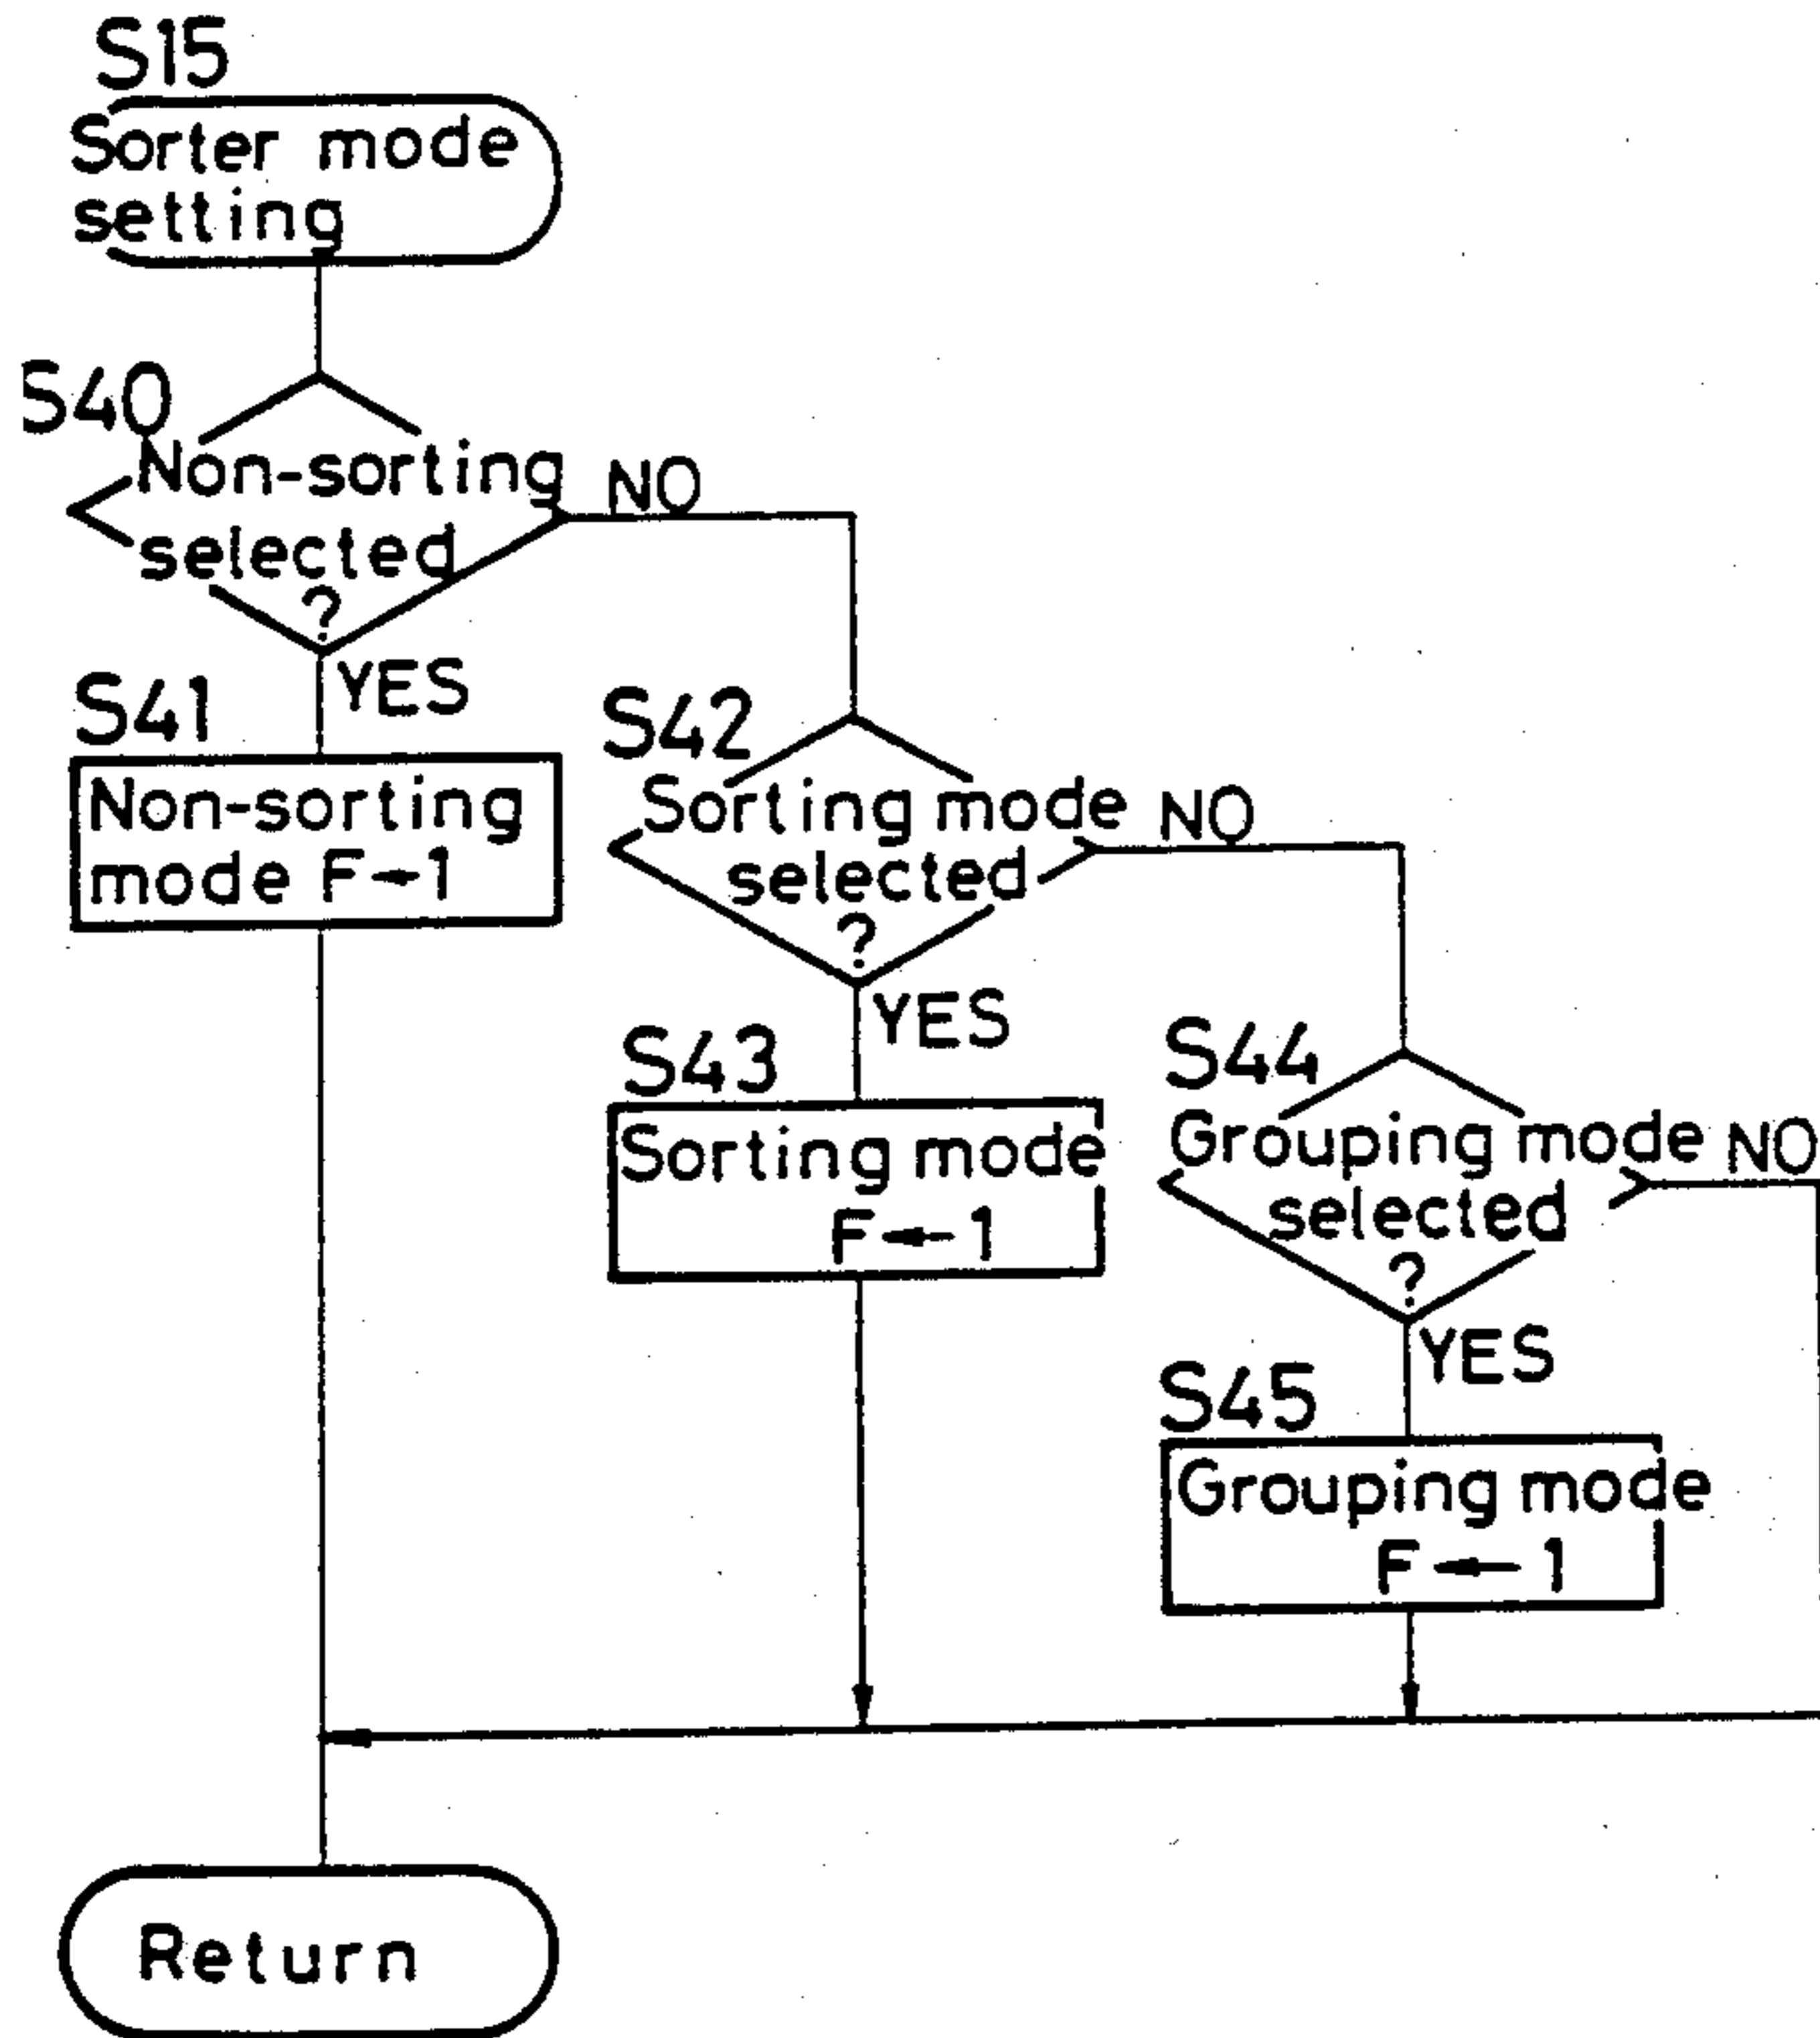 S15
Sorter mode
setting
S40
Non-sorting
selected
?
NO
YES
S41
Non-sorting
mode F←1
S42
Sorting mode
selected
?
NO
YES
S43
Sorting mode
F←1
S44
Grouping mode
selected
?
NO
YES
S45
Grouping mode
F←1
Return